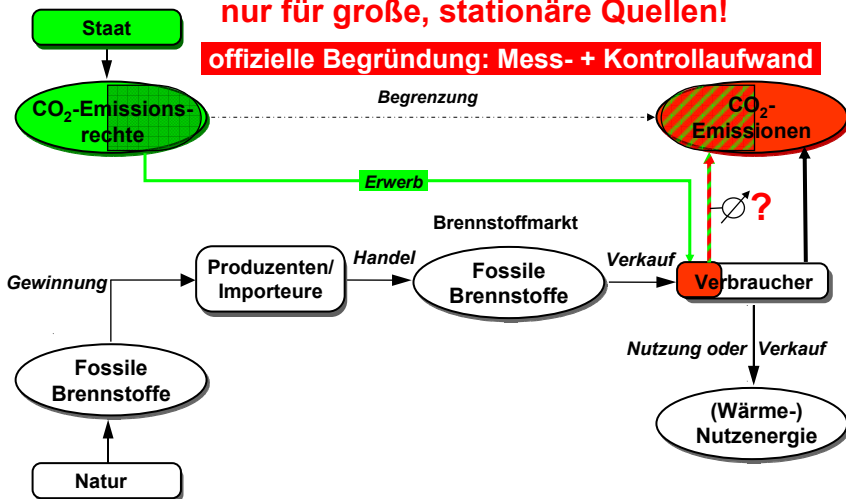 nur für große, stationäre Quellen!
Staat
offizielle Begründung: Mess- + Kontrollaufwand
CO2-Emissions-
rechte
Begrenzung
CO2-
Emissionen
Erwerb
?
Brennstoffmarkt
Gewinnung
Produzenten/
Importeure
Handel
Fossile
Brennstoffe
Verkauf
Verbraucher
Fossile
Brennstoffe
Nutzung oder Verkauf
(Wärme-)
Nutzenergie
Natur